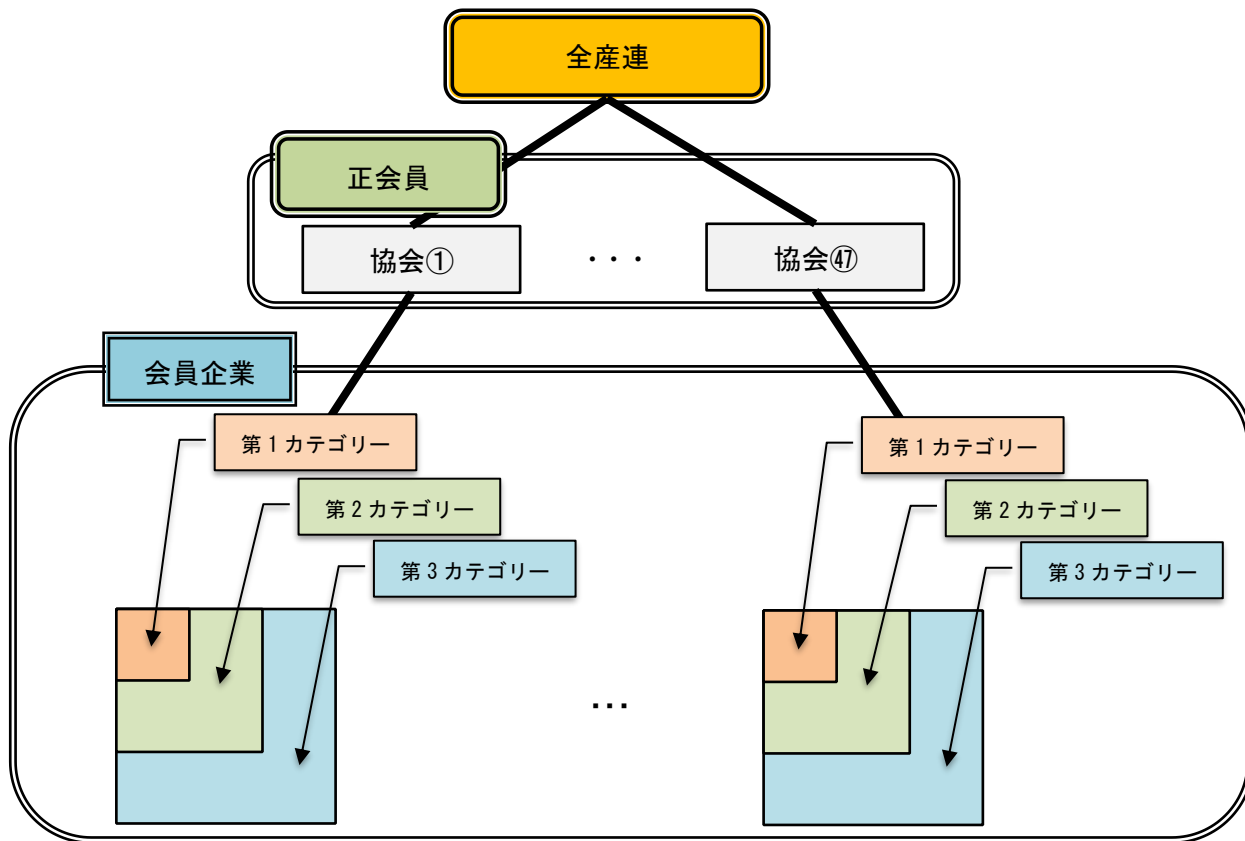 全産連
正会員
協会①
・・・
協会㊼
会員企業
第1カテゴリー
第2カテゴリー
第3カテゴリー
第1カテゴリー
第2カテゴリー
第3カテゴリー
…